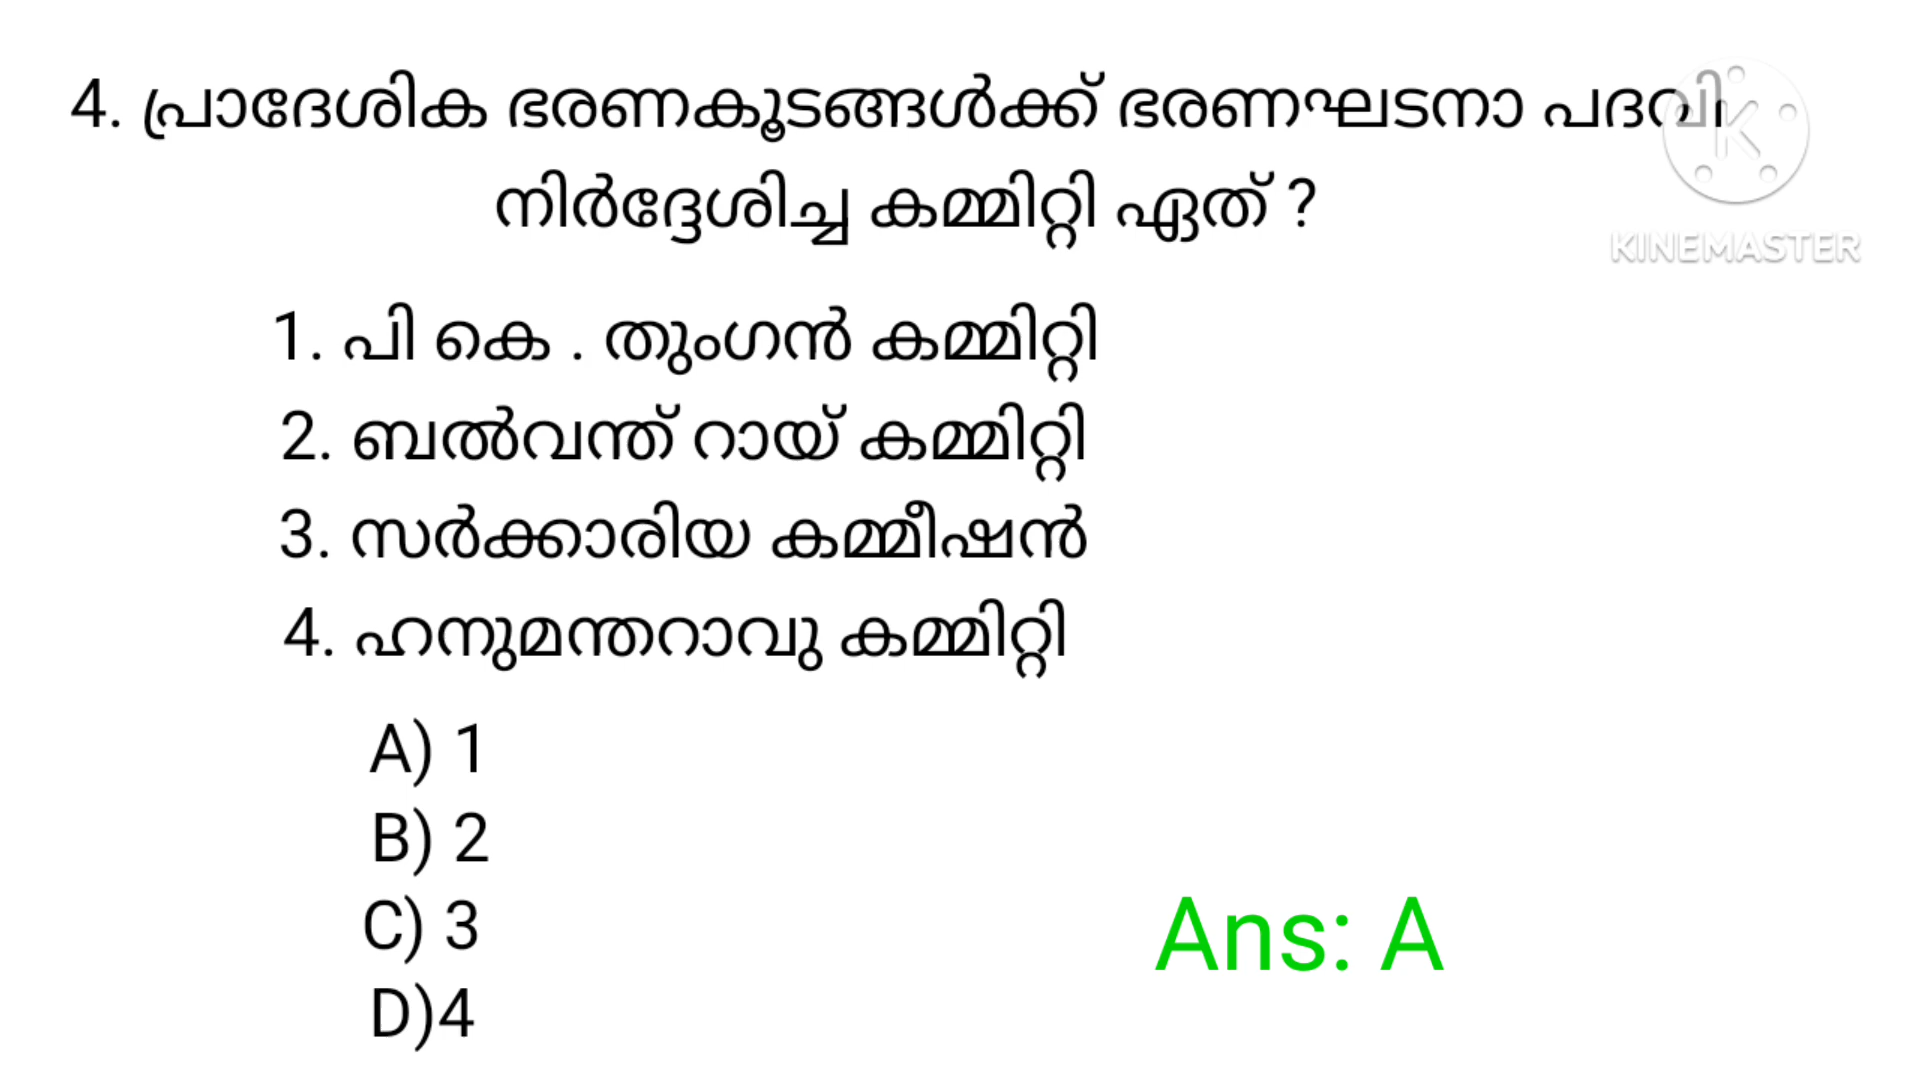 4. പ്രാദേശിക ഭരണകൂടങ്ങൾക്ക് ഭരണഘടനാ പദവി
നിർദ്ദേശിച്ച കമ്മിറ്റി ഏത് ?
KINEMASTER
1. പി കെ . തുംഗൻ കമ്മിറ്റി
2. ബൽവന്ത് റായ് കമ്മിറ്റി
3. സർക്കാരിയ കമ്മീഷൻ
4. ഹനുമന്തറാവു കമ്മിറ്റി
A) 1
B) 2
C) 3
D)4
Ans: A